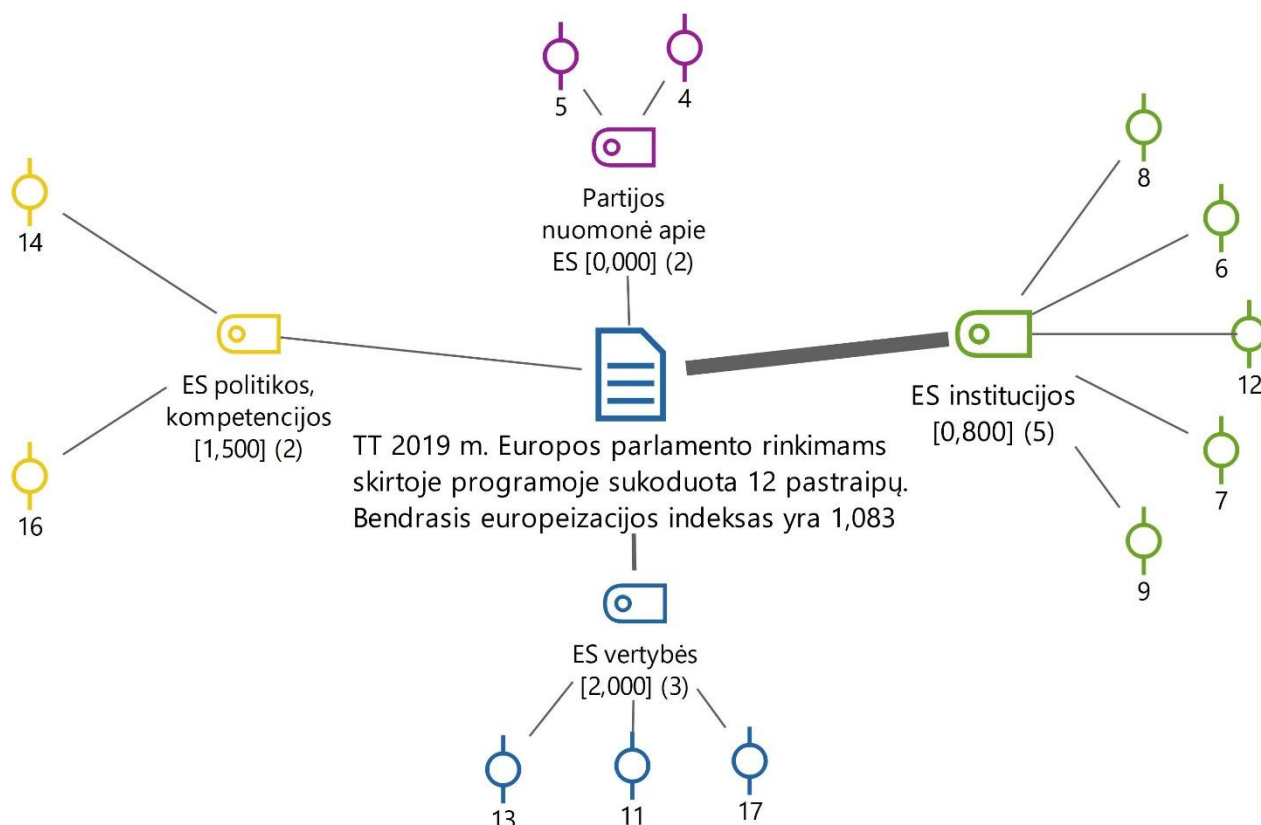 5
4
Partijos
nuomonė apie
ES [0,000] (2)
14
16
ES politikos,
kompetencijos
[1,500] (2)
8
6
12
7
9
ES institucijos
[0,800] (5)
TT 2019 m. Europos parlamento rinkimams
skirtoje programoje sukoduota 12 pastraipų.
Bendrasis europeizacijos indeksas yra 1,083
ES vertybės
[2,000] (3)
13
11
17